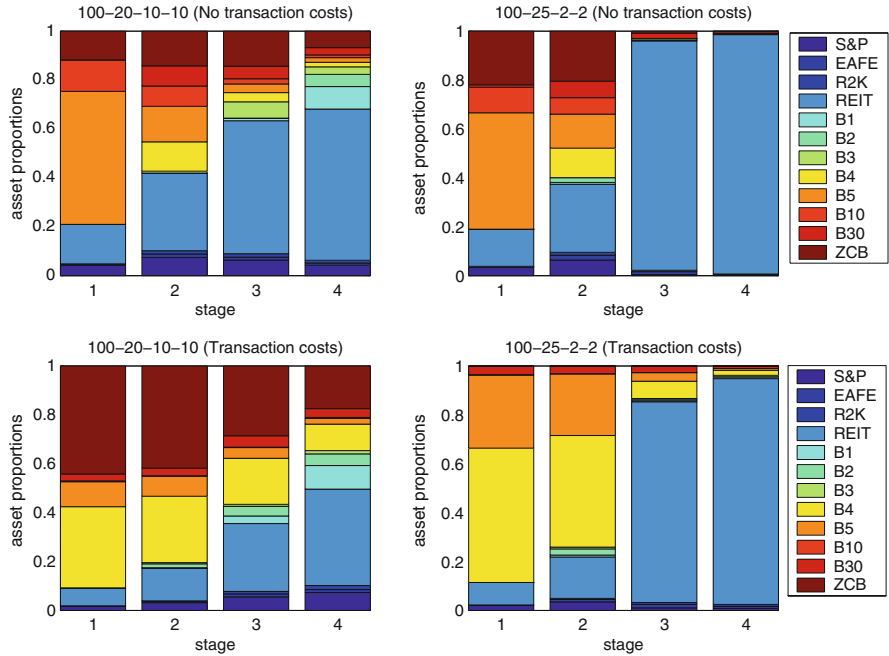 100–20–10–10 (No transaction costs)
1
0.8
0.6
0.4
0.2
0
asset proportions
1 2 3 4
stage
100–25–2–2 (No transaction costs)
1
0.8
0.6
0.4
0.2
0
asset proportions
1 2 3 4
stage
S&P
EAFE
R2K
REIT
B1
B2
B3
B4
B5
B10
B30
ZCB
100–20–10–10 (Transaction costs)
1
0.8
0.6
0.4
0.2
0
asset proportions
1 2 3 4
stage
100–25–2–2 (Transaction costs)
1
0.8
0.6
0.4
0.2
0
asset proportions
1 2 3 4
stage
S&P
EAFE
R2K
REIT
B1
B2
B3
B4
B5
B10
B30
ZCB